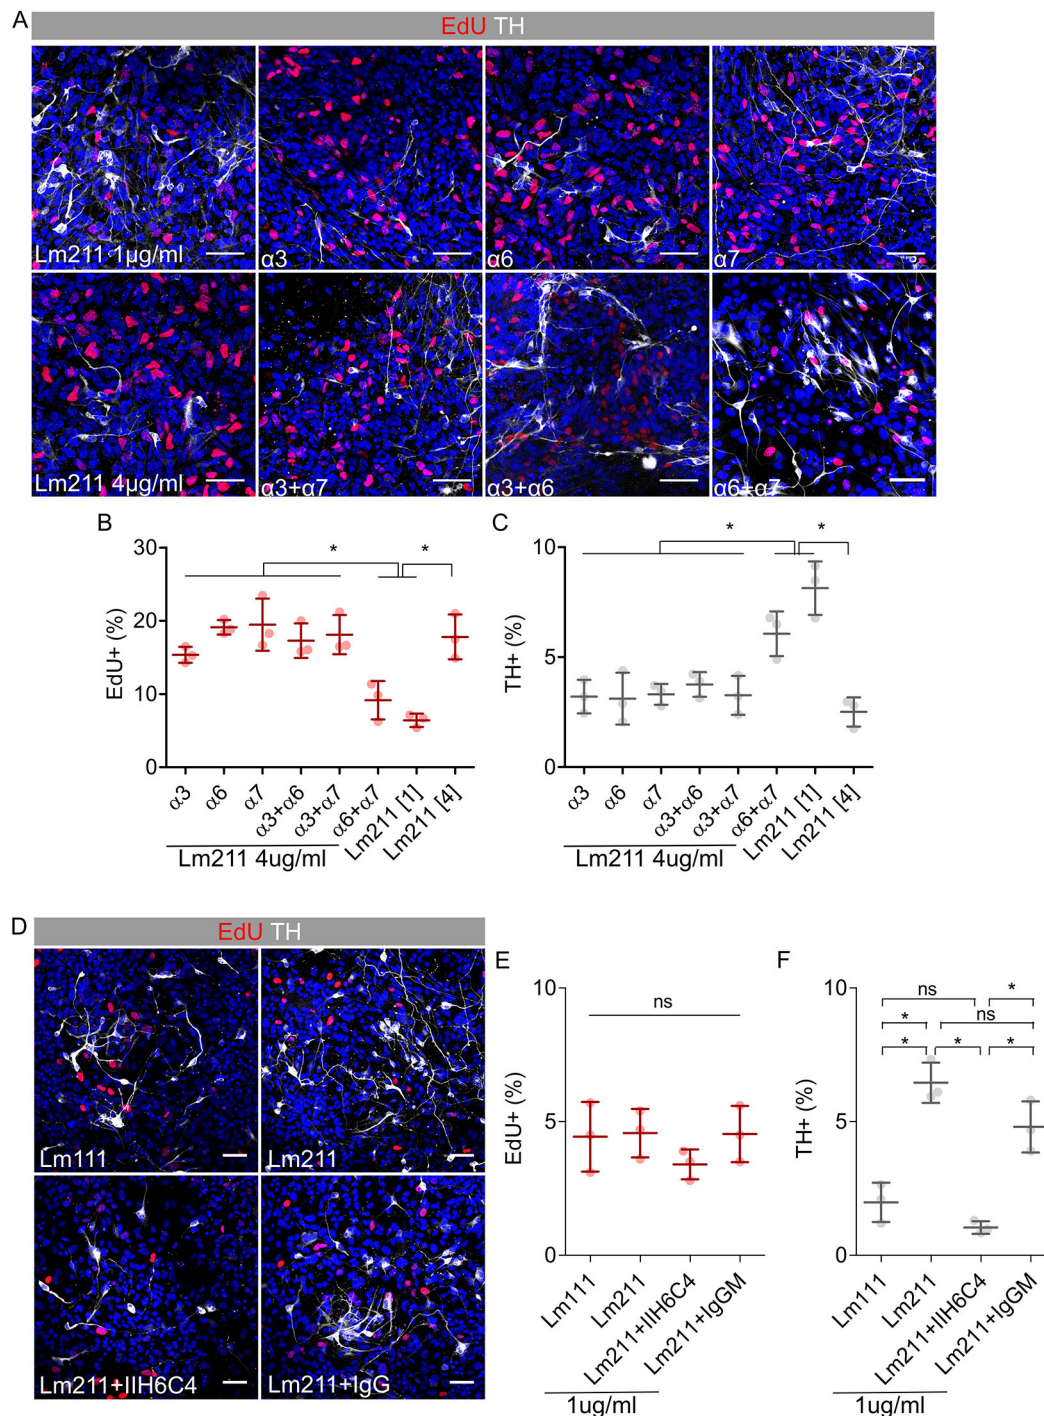 A
EdU TH
Lm211 1µg/ml
α3
α6
α7
Lm211 4µg/ml
α3+α7
α3+α6
α6+α7
B
*
*
30
20
10
0
EdU+ (%)
α3
α6
α7
α3+α6
α3+α7
α6+α7
Lm211 [1]
Lm211 [4]
Lm211 4ug/ml
C
*
*
10
5
0
TH+ (%)
α3
α6
α7
α3+α6
α3+α7
α6+α7
Lm211 [1]
Lm211 [4]
Lm211 4ug/ml
D
EdU TH
Lm111
Lm211
Lm211+IIH6C4
Lm211+IgG
E
10
5
0
EdU+ (%)
ns
Lm111
Lm211
Lm211+IIH6C4
Lm211+IgGM
1ug/ml
F
10
5
0
TH+ (%)
ns
*
*
ns
*
*
*
Lm111
Lm211
Lm211+IIH6C4
Lm211+IgGM
1ug/ml